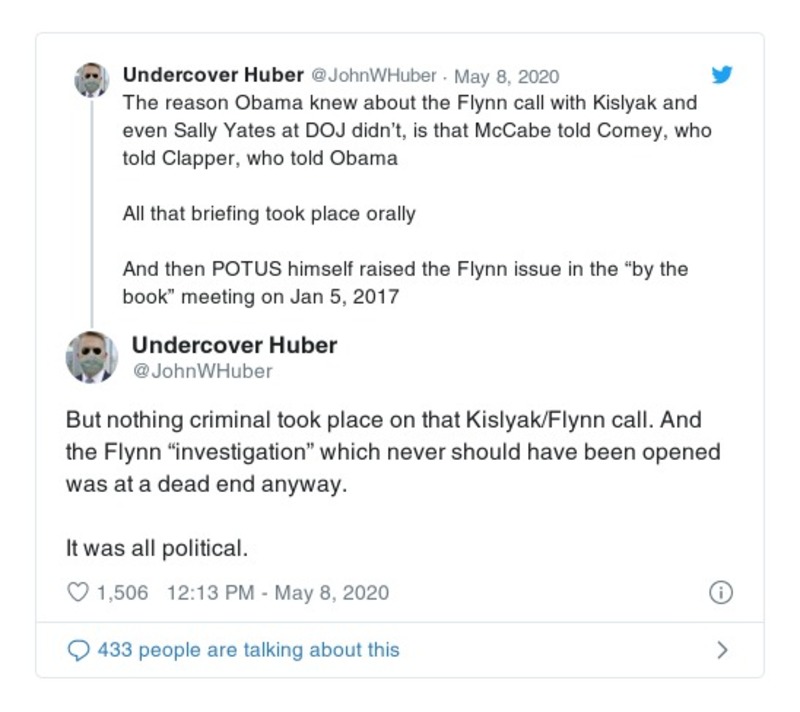 Undercover Huber @JohnWHuber · May 8, 2020
The reason Obama knew about the Flynn call with Kislyak and
even Sally Yates at DOJ didn’t, is that McCabe told Comey, who
told Clapper, who told Obama
All that briefing took place orally
And then POTUS himself raised the Flynn issue in the “by the
book” meeting on Jan 5, 2017
Undercover Huber
@JohnWHuber
But nothing criminal took place on that Kislyak/Flynn call. And
the Flynn “investigation” which never should have been opened
was at a dead end anyway.
It was all political.
1,506 12:13 PM - May 8, 2020
433 people are talking about this